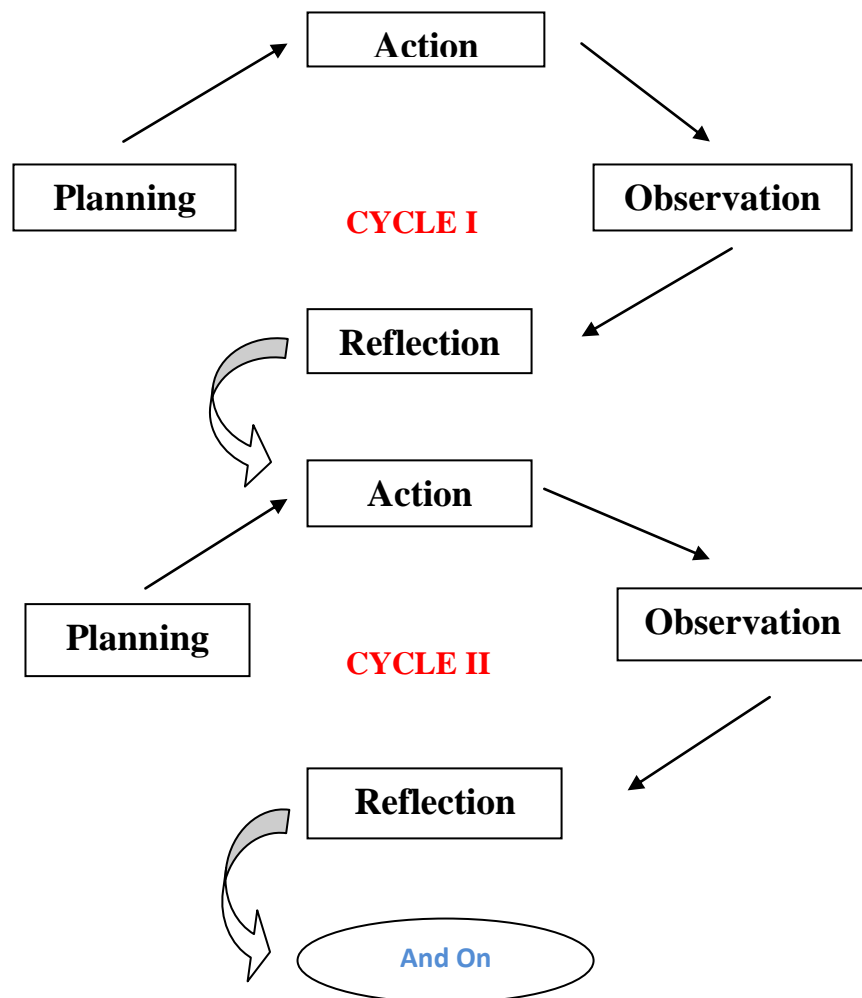 Action
Planning
Observation
CYCLE I
Reflection
Action
Planning
Observation
CYCLE II
Reflection
And On